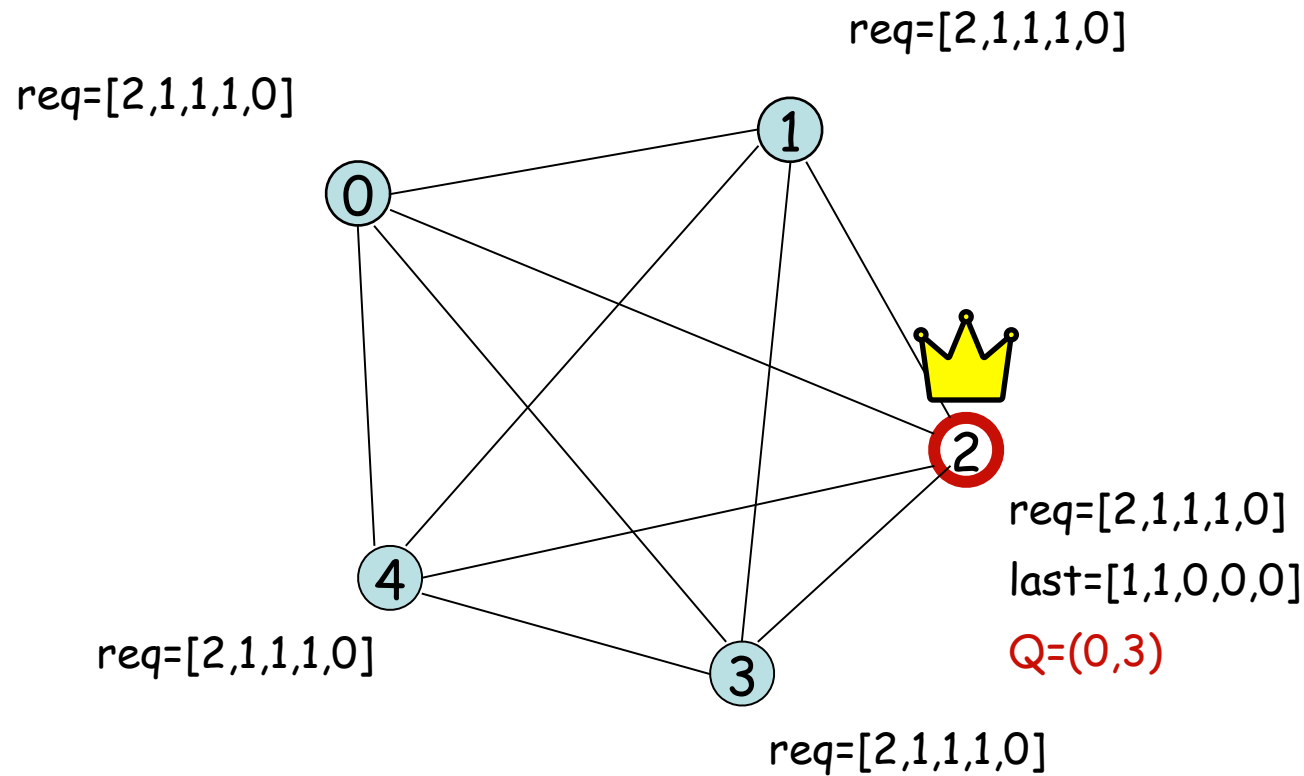 req=[2,1,1,1,0]
req=[2,1,1,1,0]
1
0
2
req=[2,1,1,1,0]
last=[1,1,0,0,0]
4
req=[2,1,1,1,0]
Q=(0,3)
3
req=[2,1,1,1,0]